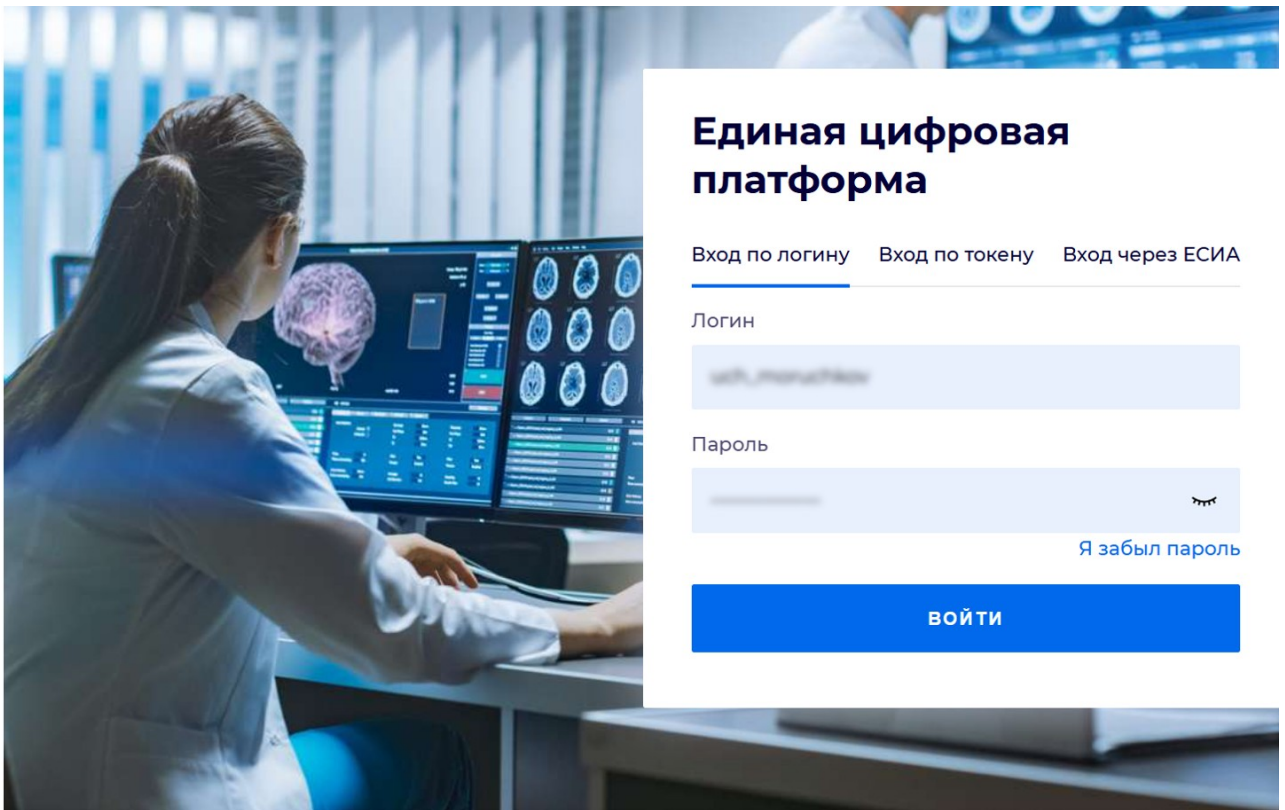 Единая цифровая
платформа
Вход по логину Вход по токену Вход через ЕСИА
Логин
Пароль
Я забыл пароль
ВОЙТИ